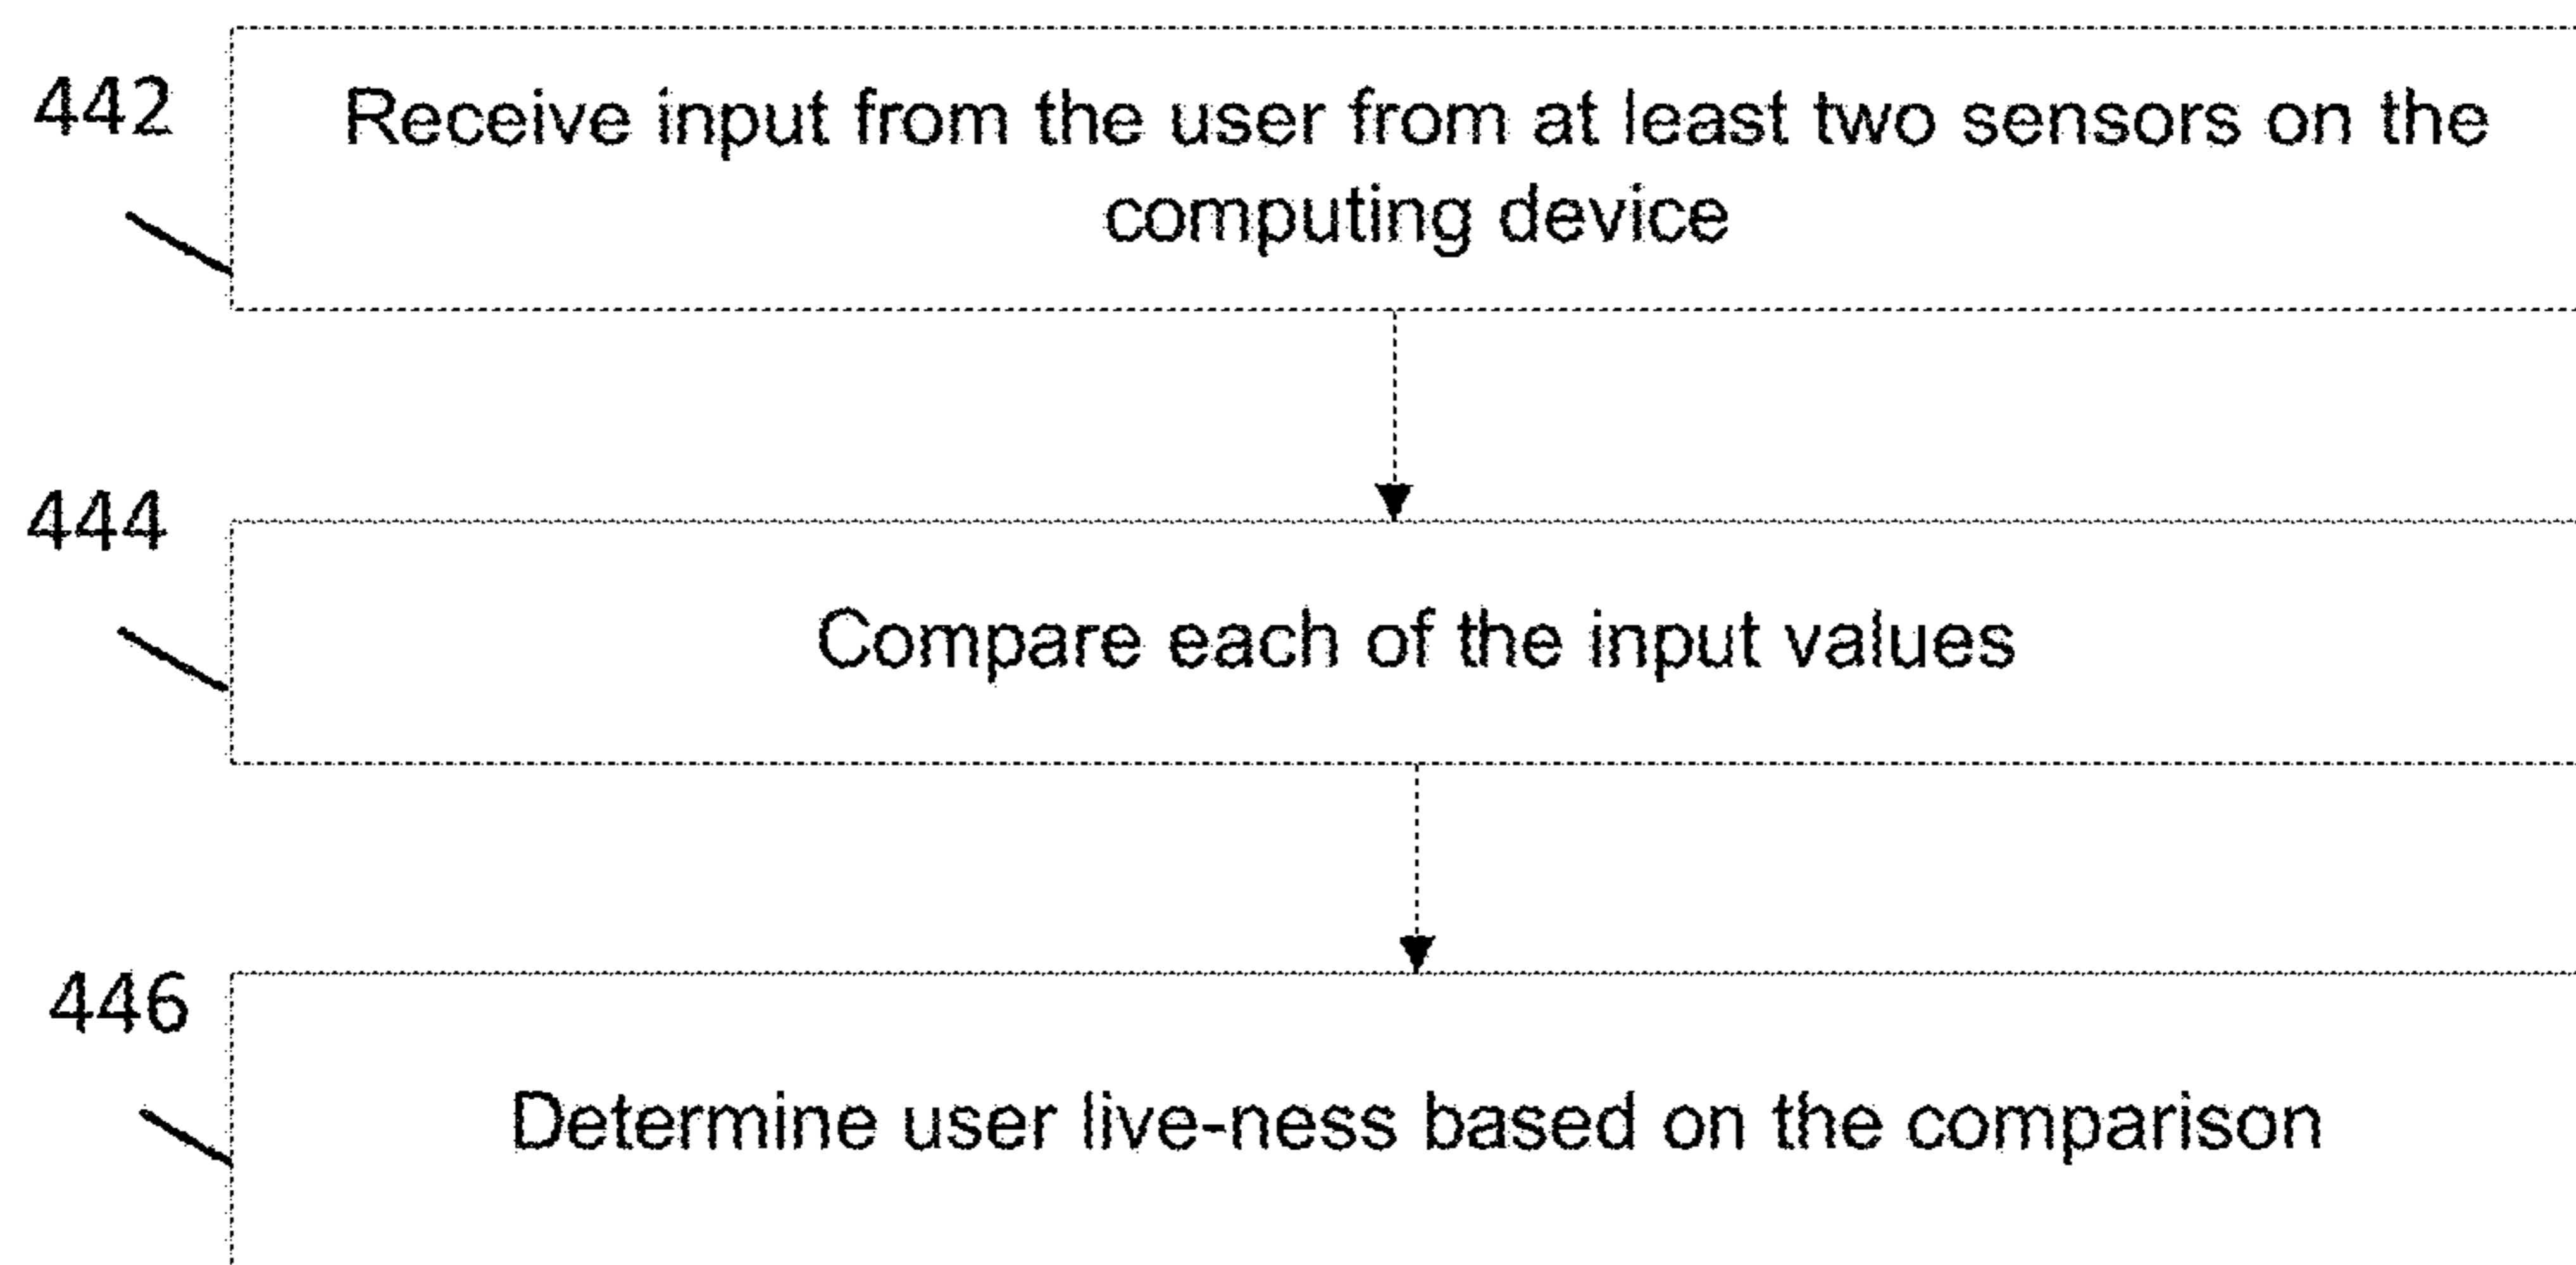 442
Receive input from the user from at least two sensors on the
computing device
444
Compare each of the input values
446
Determine user live-ness based on the comparison